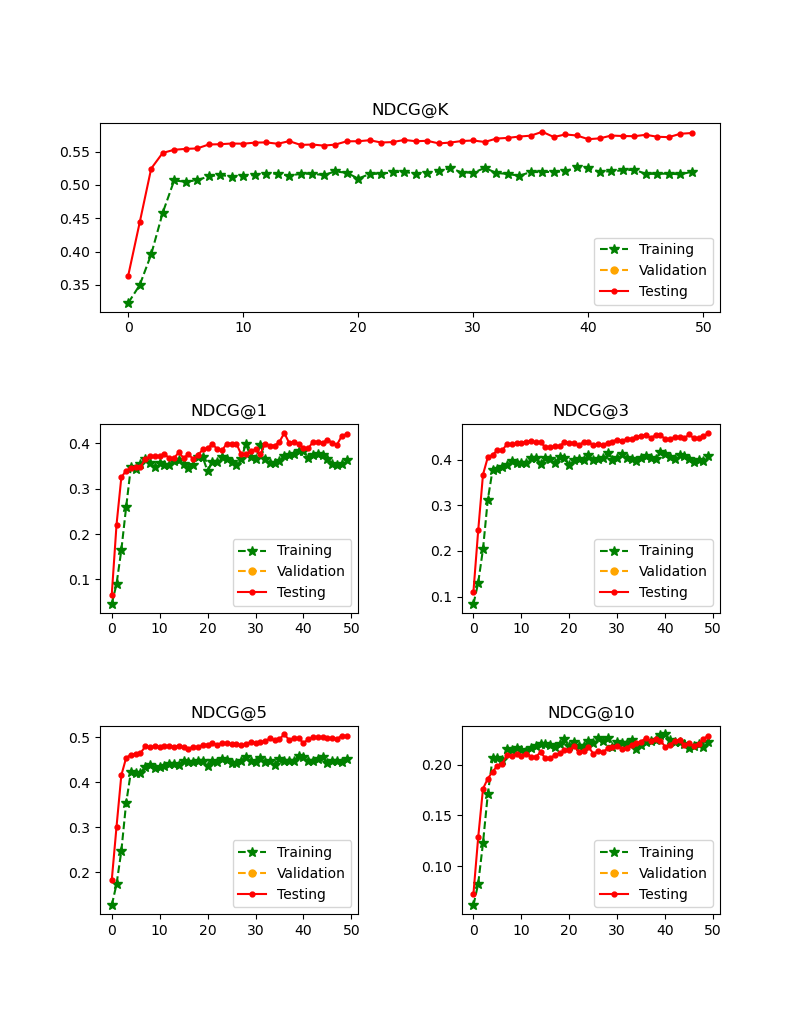 NDCG@K
0.55
0.50
0.45
0.40
0.35
Training
Validation
Testing
0 10 20 30 40 50
NDCG@1
0.4
0.3
0.2
0.1
Training
Validation
Testing
0 10 20 30 40 50
NDCG@3
0.4
0.3
0.2
0.1
Training
Validation
Testing
0 10 20 30 40 50
NDCG@5
0.5
0.4
0.3
0.2
Training
Validation
Testing
0 10 20 30 40 50
NDCG@10
0.20
0.15
0.10
Training
Validation
Testing
0 10 20 30 40 50